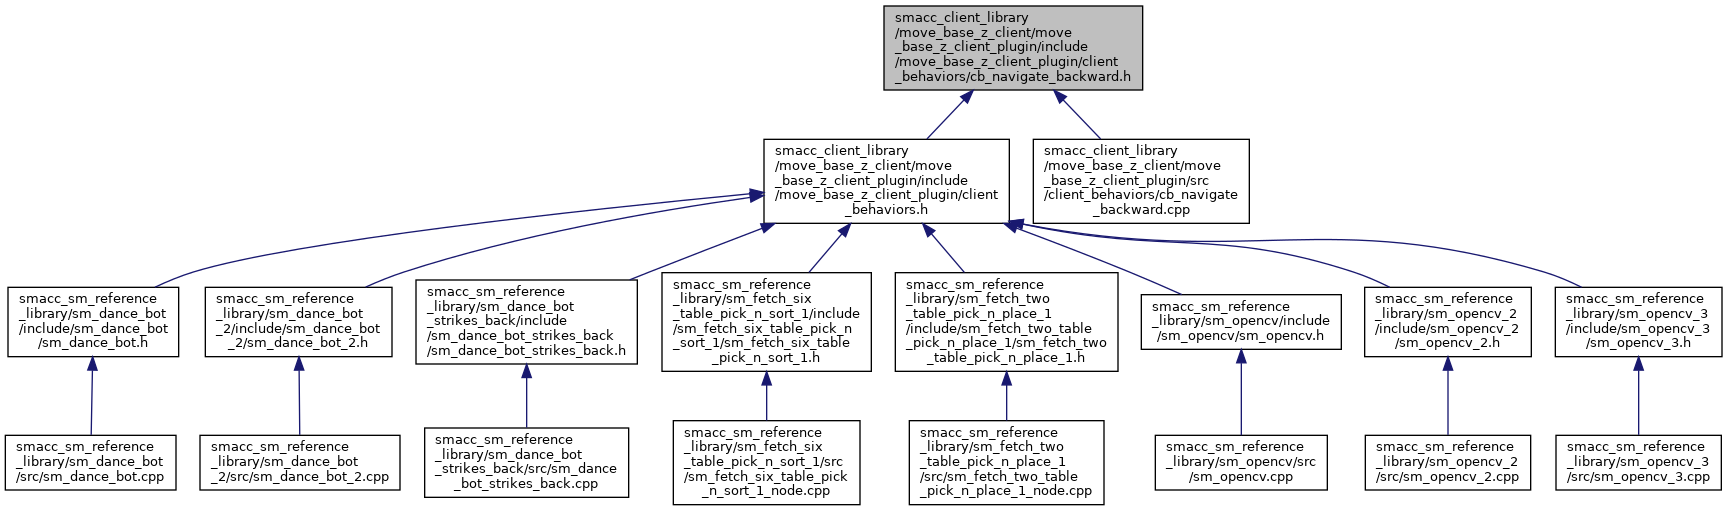 smacc_client_library
/move_base_z_client/move
_base_z_client_plugin/include
/move_base_z_client_plugin/client
_behaviors/cb_navigate_backward.h
smacc_client_library
/move_base_z_client/move
_base_z_client_plugin/include
/move_base_z_client_plugin/client
_behaviors.h
smacc_client_library
/move_base_z_client/move
_base_z_client_plugin/src
/client_behaviors/cb_navigate
_backward.cpp
smacc_sm_reference
_library/sm_dance_bot
/include/sm_dance_bot
/sm_dance_bot.h
smacc_sm_reference
_library/sm_dance_bot
_2/include/sm_dance_bot
_2/sm_dance_bot_2.h
smacc_sm_reference
_library/sm_dance_bot
_strikes_back/include
/sm_dance_bot_strikes_back
/sm_dance_bot_strikes_back.h
smacc_sm_reference
_library/sm_fetch_six
_table_pick_n_sort_1/include
/sm_fetch_six_table_pick_n
_sort_1/sm_fetch_six_table
_pick_n_sort_1.h
smacc_sm_reference
_library/sm_fetch_two
_table_pick_n_place_1
/include/sm_fetch_two_table
_pick_n_place_1/sm_fetch_two
_table_pick_n_place_1.h
smacc_sm_reference
_library/sm_opencv/include
/sm_opencv/sm_opencv.h
smacc_sm_reference
_library/sm_opencv_2
/include/sm_opencv_2
/sm_opencv_2.h
smacc_sm_reference
_library/sm_opencv_3
/include/sm_opencv_3
/sm_opencv_3.h
smacc_sm_reference
_library/sm_dance_bot
/src/sm_dance_bot.cpp
smacc_sm_reference
_library/sm_dance_bot
_2/src/sm_dance_bot_2.cpp
smacc_sm_reference
_library/sm_dance_bot
_strikes_back/src/sm_dance
_bot_strikes_back.cpp
smacc_sm_reference
_library/sm_fetch_six
_table_pick_n_sort_1/src
/sm_fetch_six_table_pick
_n_sort_1_node.cpp
smacc_sm_reference
_library/sm_fetch_two
_table_pick_n_place_1
/src/sm_fetch_two_table
_pick_n_place_1_node.cpp
smacc_sm_reference
_library/sm_opencv/src
/sm_opencv.cpp
smacc_sm_reference
_library/sm_opencv_2
/src/sm_opencv_2.cpp
smacc_sm_reference
_library/sm_opencv_3
/src/sm_opencv_3.cpp